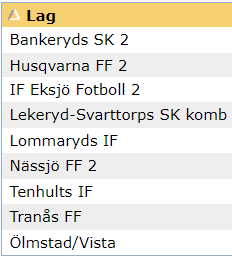 Lag
Bankeryds SK 2
Husqvarna FF 2
IF Eksjö Fotboll 2
Lekeryd-Svarttorps SK komb
Lommaryds IF
Nässjö FF 2
Tenhults IF
Tranås FF
Ölmstad/Vista